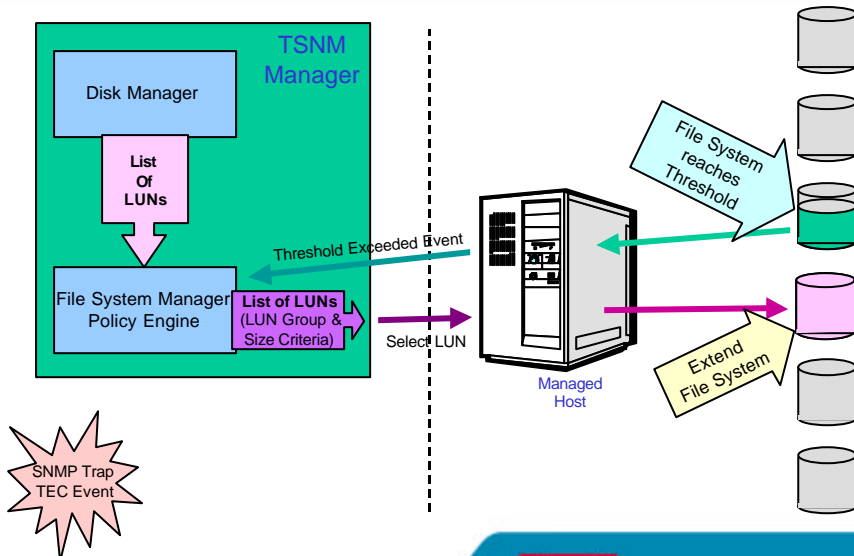 TSNM
Manager
Disk Manager
List
Of
LUNs
File System Manager
Policy Engine
List of LUNs
(LUN Group &
Size Criteria)
Threshold Exceeded Event
Select LUN
Managed
Host
File System
reaches
Threshold
Extend
File System
SNMP Trap
TEC Event